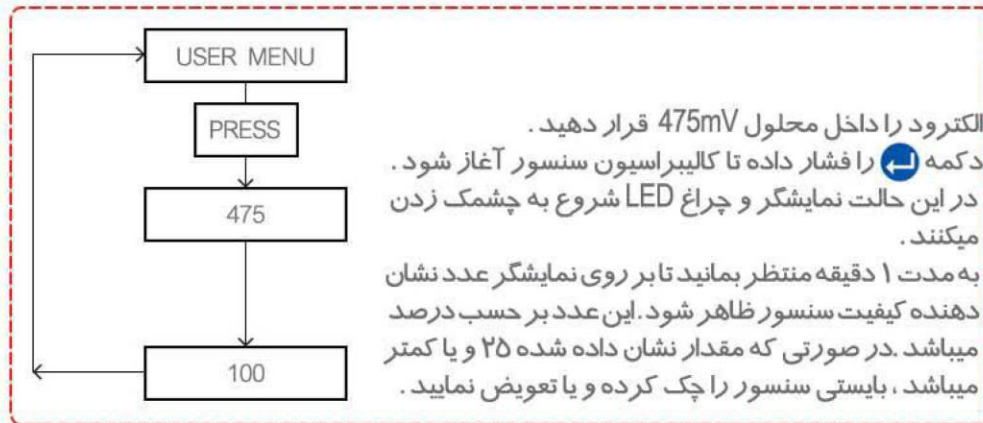 USER MENU
PRESS
475
100
الکترود را داخل محلول 475mV قرار دهید .
دکمه را فشار داده تا کالیبراسیون سنسور آغاز شود .
در این حالت نمایشگر و چراغ LED شروع به چشمک زدن
میکنند .
به مدت ۱ دقیقه منتظر بمانید تا بر روی نمایشگر عدد نشان
دهنده کیفیت سنسور ظاهر شود .این عدد بر حسب درصد
میباشد .در صورتی که مقدار نشان داده شده ۲۵ و یا کمتر
میباشد ، بایستی سنسور را چک کرده و یا تعویض نمایید .